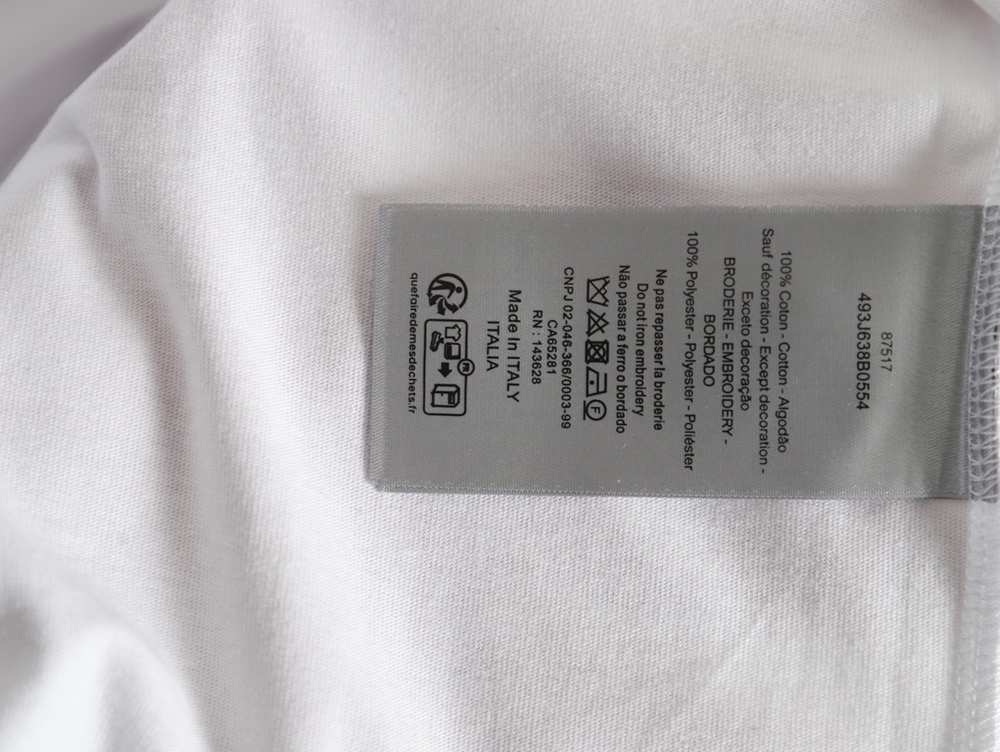 87517
493J638B0554
100% Coton - Cotton - Algodão
Sauf décoration - Except decoration -
Exceto decoração
BRODERIE - EMBROIDERY -
BORDADO
100% Polyester - Polyester - Poliéster
Ne pas repasser la broderie
Do not iron embroidery
Não passar a ferro o bordado
F
CNPJ 02-046-366/0003-99
CA65281
RN : 143628
Made In ITALY
ITALIA
quefairedemesdechets.fr